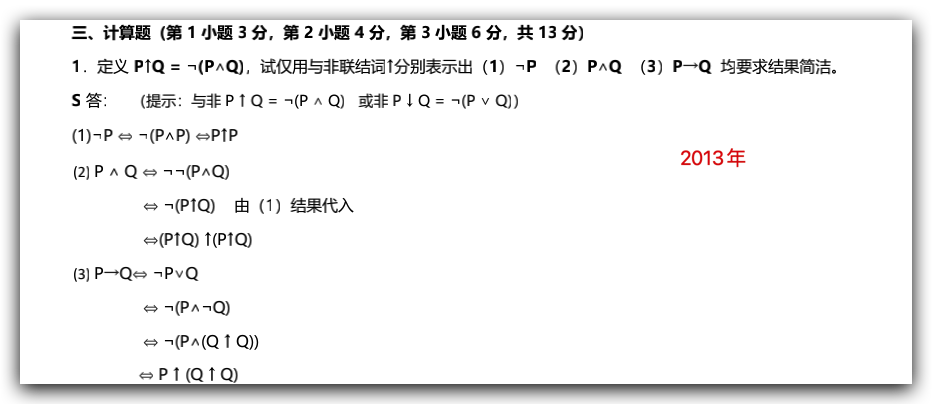 三、计算题（第 1 小题 3 分，第 2 小题 4 分，第 3 小题 6 分，共 13 分）
1．定义 P↑Q = ¬(P∧Q)，试仅用与非联结词↑分别表示出（1）¬P （2）P∧Q （3）P→Q 均要求结果简洁。
S 答： （提示：与非 P↑Q = ¬(P ∧ Q) 或非 P↓Q = ¬(P ∨ Q)）
(1)¬P ⇔ ¬(P∧P) ⇔P↑P
2013年
(2) P ∧ Q ⇔ ¬¬(P∧Q)
⇔ ¬(P↑Q) 由（1）结果代入
⇔(P↑Q) ↑(P↑Q)
(3) P→Q⇔ ¬P∨Q
⇔ ¬(P∧¬Q)
⇔ ¬(P∧(Q↑Q))
⇔ P↑(Q↑Q)